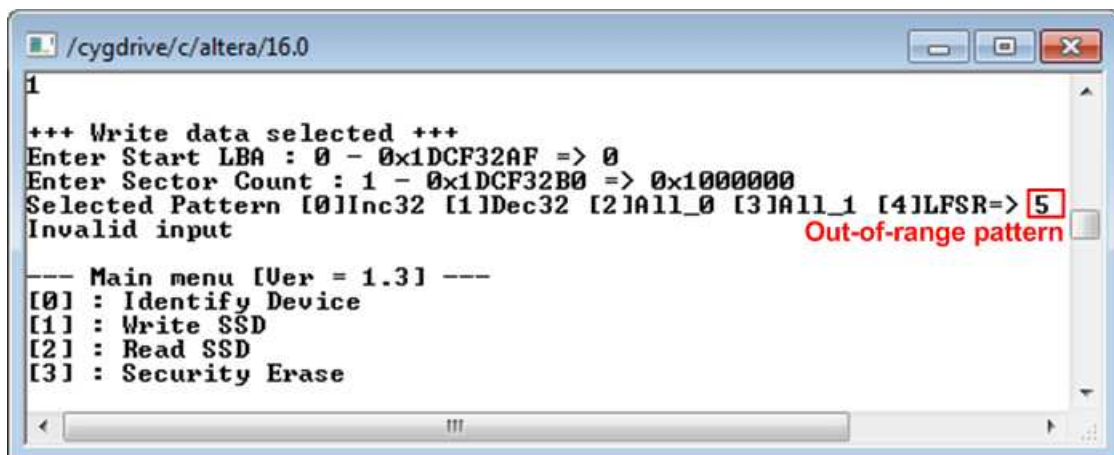 /cygdrive/c/altera/16.0
1
+++ Write data selected +++
Enter Start LBA : 0 - 0x1DCF32AF => 0
Enter Sector Count : 1 - 0x1DCF32B0 => 0x1000000
Selected Pattern [0]Inc32 [1]Dec32 [2]All_0 [3]All_1 [4]LFSR=> 5
Invalid input
Out-of-range pattern
--- Main menu [Ver = 1.3] ---
[0] : Identify Device
[1] : Write SSD
[2] : Read SSD
[3] : Security Erase